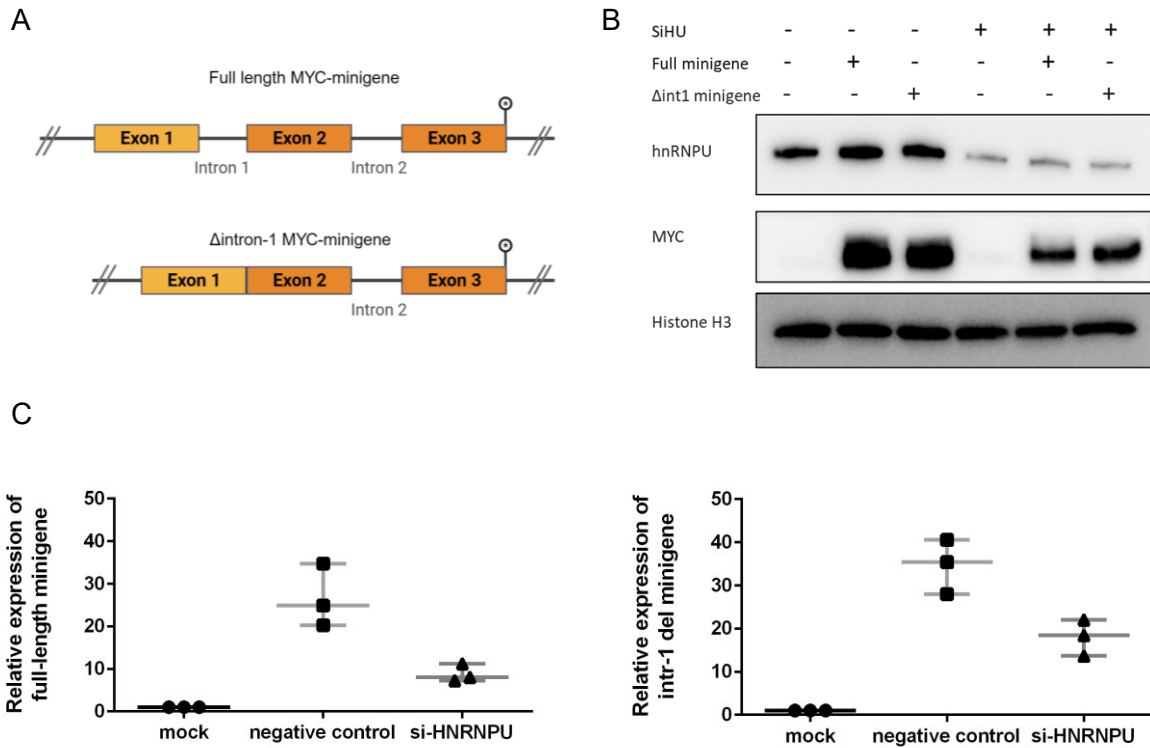 A
Full length MYC-minigene
Exon 1 Exon 2 Exon 3
Intron 1 Intron 2
Δintron-1 MYC-minigene
Exon 1 Exon 2 Exon 3
Intron 2
B
SiHU - - - + + +
Full minigene - + - - + -
Δint1 minigene - - + - - +
hnRNPU
MYC
Histone H3
C
Relative expression of
full-length minigene
50
40
30
20
10
0
mock negative control si-HNRNPU
Relative expression of
intr-1 del minigene
50
40
30
20
10
0
mock negative control si-HNRNPU